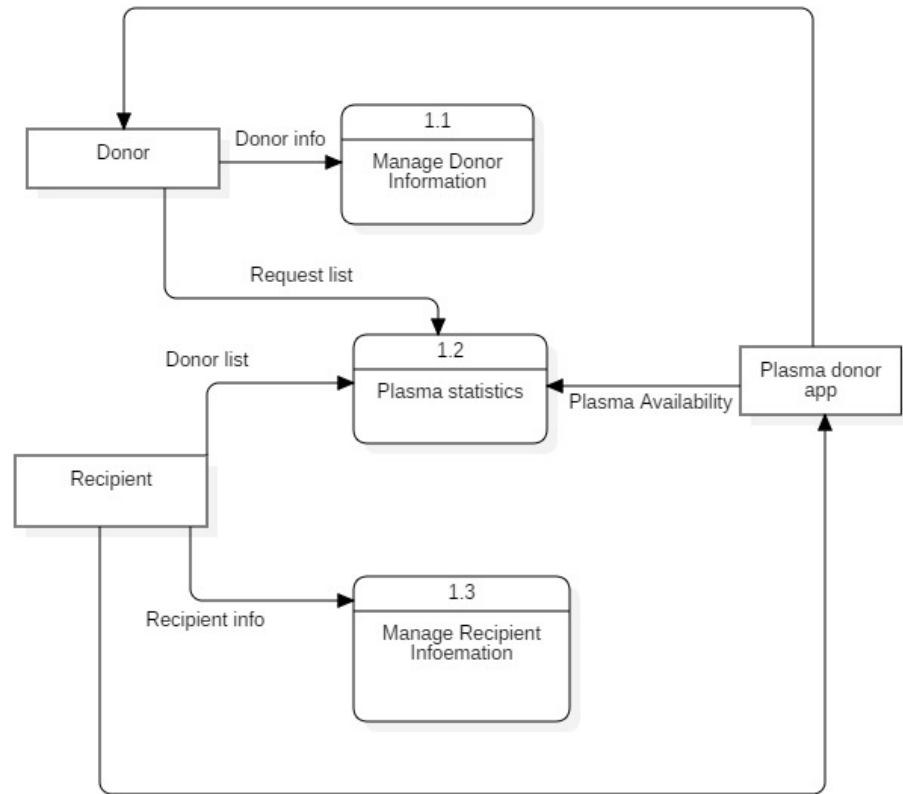 1.1
Donor info
Donor
Manage Donor
Information
Request list
1.2
Donor list
Plasma statistics
Plasma donor
app
Plasma Availability
Recipient
1.3
Recipient info
Manage Recipient
Infoemation